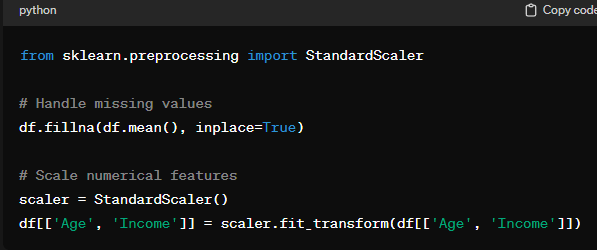 python
Copy code
from sklearn.preprocessing import StandardScaler
# Handle missing values
df.fillna(df.mean(), inplace=True)
# Scale numerical features
scaler = StandardScaler()
df[['Age', 'Income']] = scaler.fit_transform(df[['Age', 'Income']])